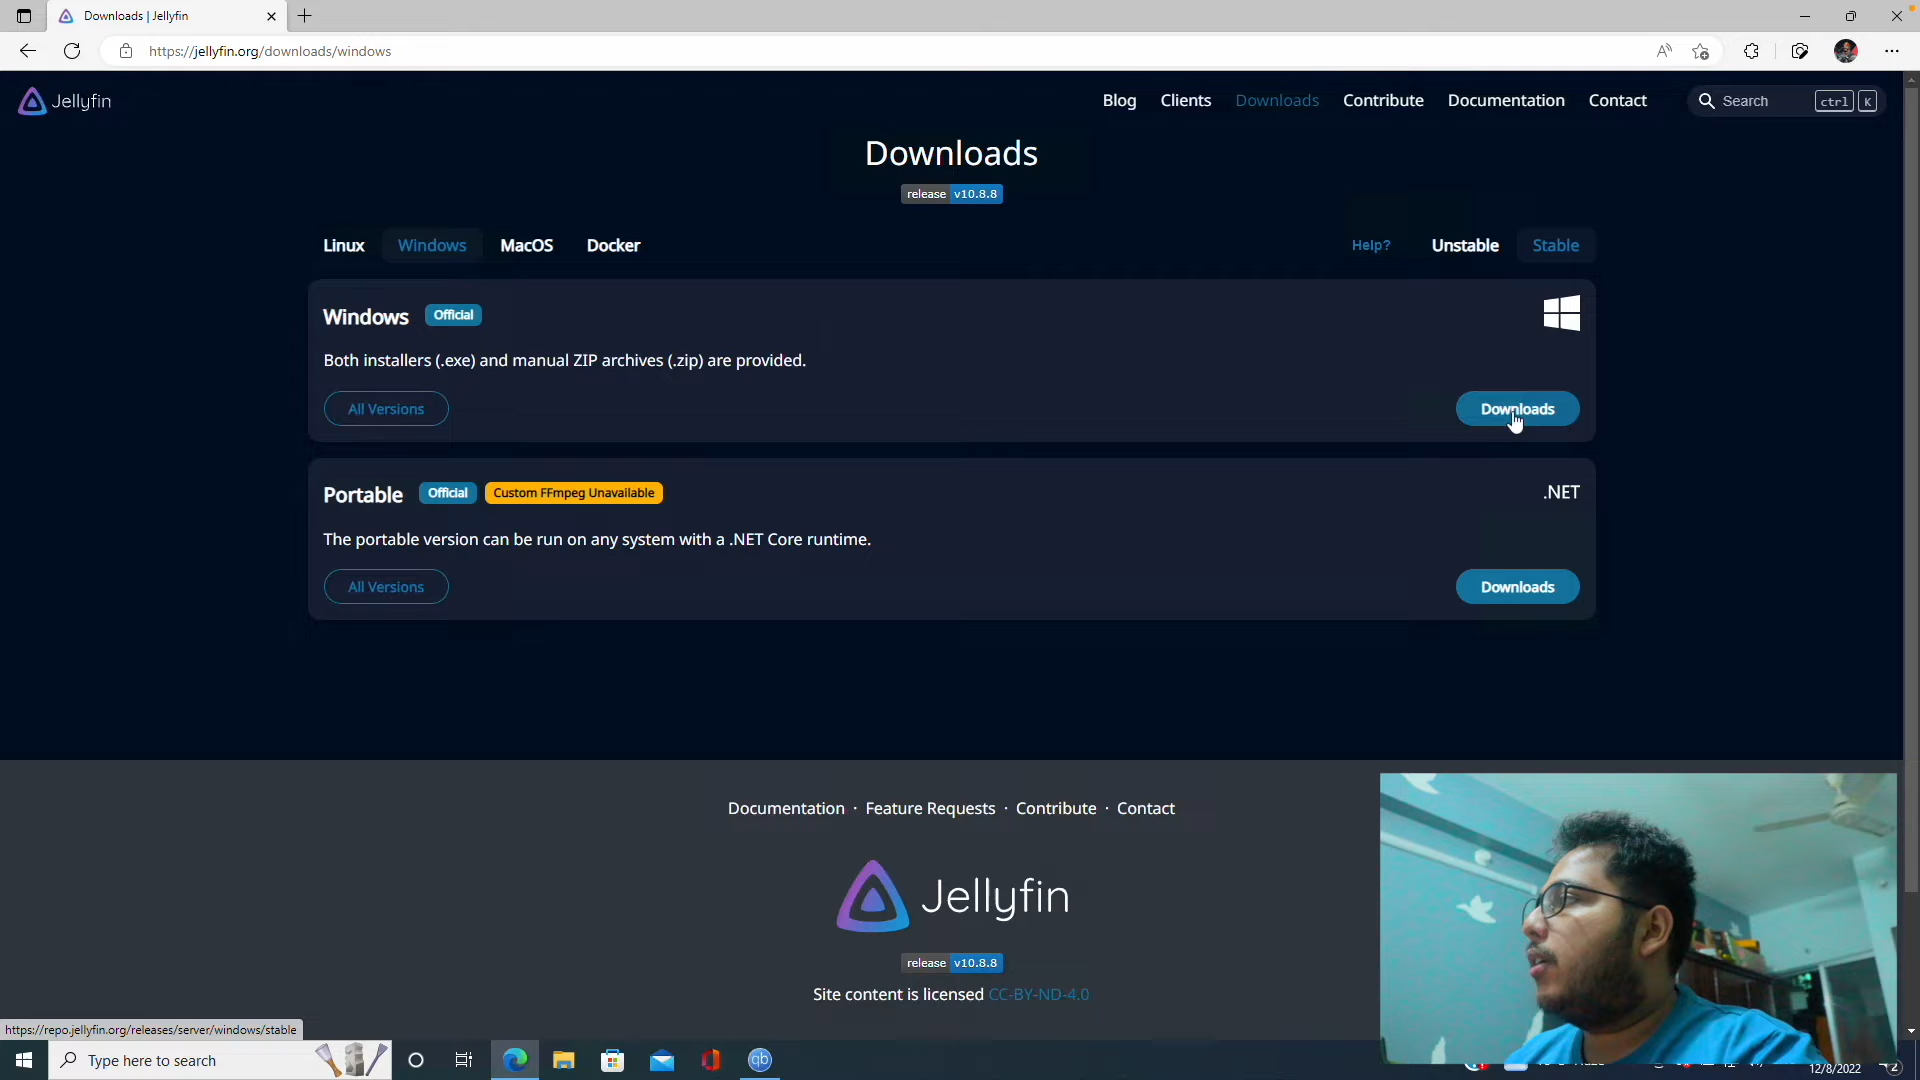 Downloads | Jellyfin
https://jellyfin.org/downloads/windows
Jellyfin
Blog Clients Downloads Contribute Documentation Contact Search ctrl K
Downloads
release v10.8.8
Linux Windows MacOS Docker Help? Unstable Stable
Windows Official
Both installers (.exe) and manual ZIP archives (.zip) are provided.
All Versions Downloads
Portable Official Custom FFmpeg Unavailable .NET
The portable version can be run on any system with a .NET Core runtime.
All Versions Downloads
Documentation · Feature Requests · Contribute · Contact
Jellyfin
release v10.8.8
Site content is licensed CC-BY-ND-4.0
https://repo.jellyfin.org/releases/server/windows/stable
Type here to search
qb
12/8/2022
2